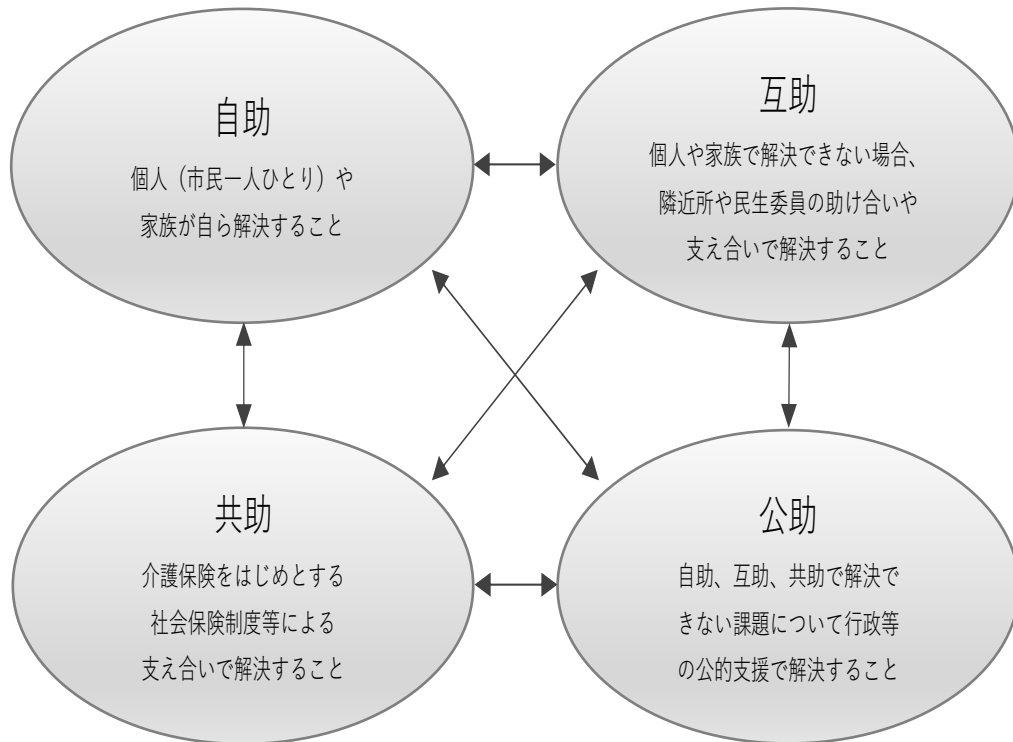 自助
個人（市民一人ひとり）や
家族が自ら解決すること
互助
個人や家族で解決できない場合、
隣近所や民生委員の助け合いや
支え合いで解決すること
共助
介護保険をはじめとする
社会保険制度等による
支え合いで解決すること
公助
自助、互助、共助で解決で
きない課題について行政等
の公的支援で解決すること